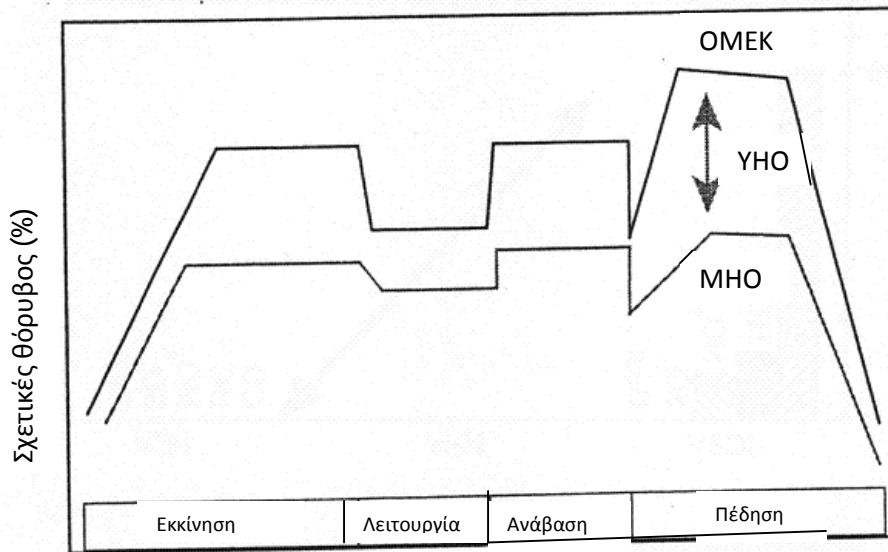 ΟΜΕΚ
ΥΗΟ
ΜΗΟ
Σχετικές θόρυβος (%)
Εκκίνηση
Λειτουργία
Ανάβαση
Πέδηση